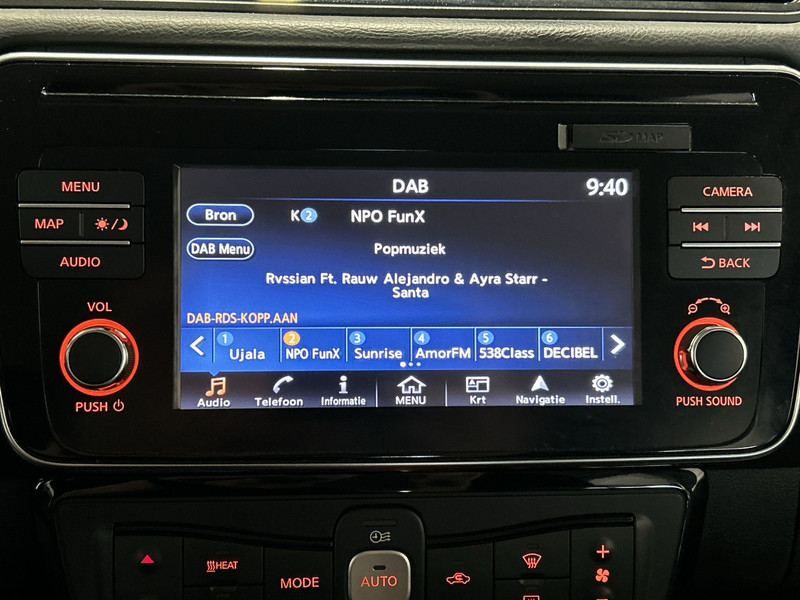 SD MAP
MENU
MAP
AUDIO
VOL
PUSH
DAB
9:40
Bron
K2
NPO FunX
DAB Menu
Popmuziek
Rvssian Ft. Rauw Alejandro & Ayra Starr -
Santa
DAB-RDS-KOPP.AAN
1 Ujala
2 NPO FunX
3 Sunrise
4 AmorFM
5 538Class
6 DECIBEL
Audio
Telefoon
Informatie
MENU
Krt
Navigatie
Instell.
CAMERA
BACK
PUSH SOUND
HEAT
MODE
AUTO